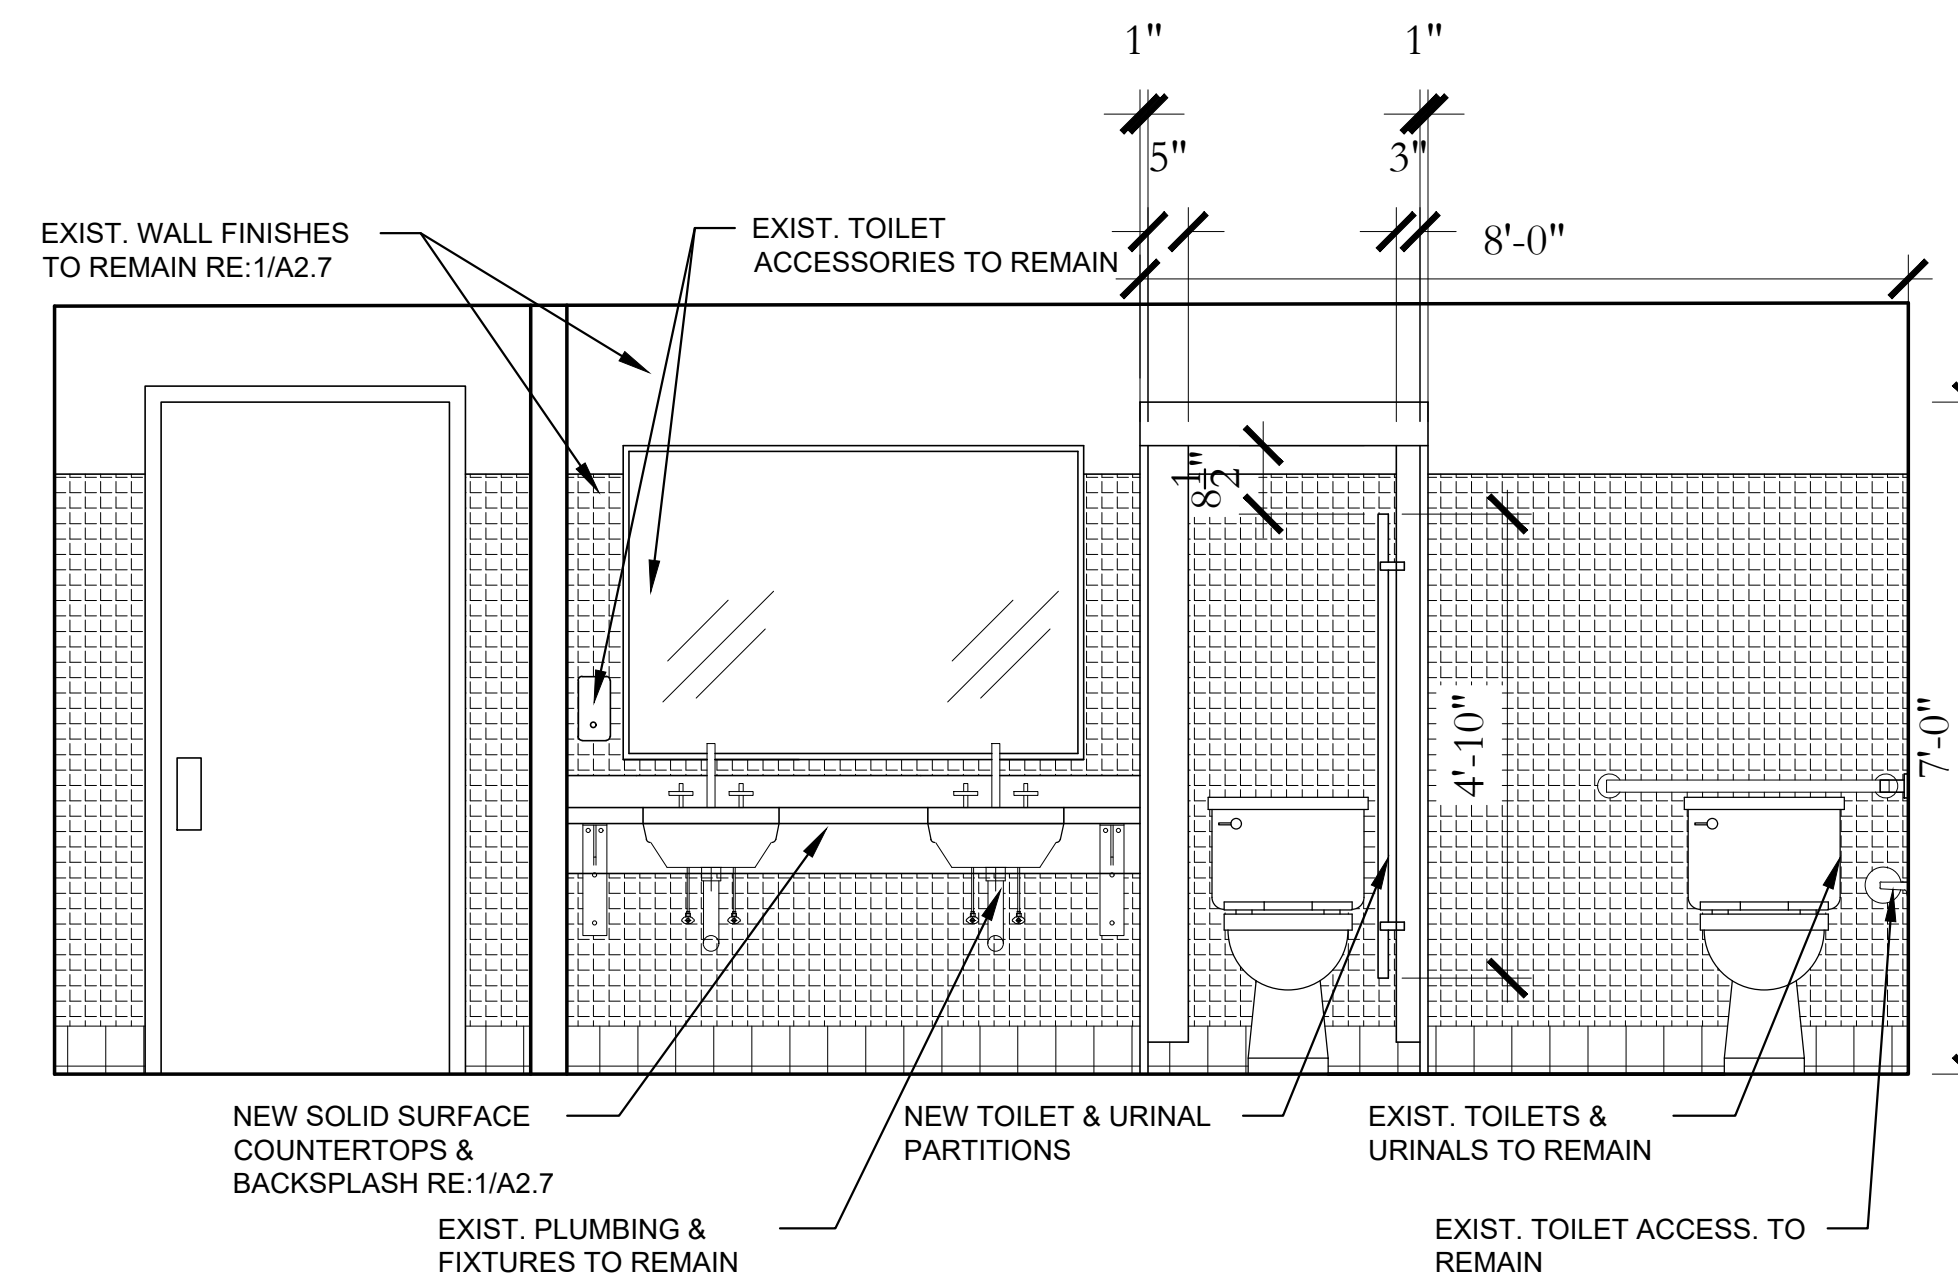 1" 1"
5" 3"
8'-0"
EXIST. WALL FINISHES
TO REMAIN RE:1/A2.7
EXIST. TOILET
ACCESSORIES TO REMAIN
8 1/2"
4'-10"
7'-0"
NEW SOLID SURFACE
COUNTERTOPS &
BACKSPLASH RE:1/A2.7
NEW TOILET & URINAL
PARTITIONS
EXIST. TOILETS &
URINALS TO REMAIN
EXIST. PLUMBING &
FIXTURES TO REMAIN
EXIST. TOILET ACCESS. TO
REMAIN